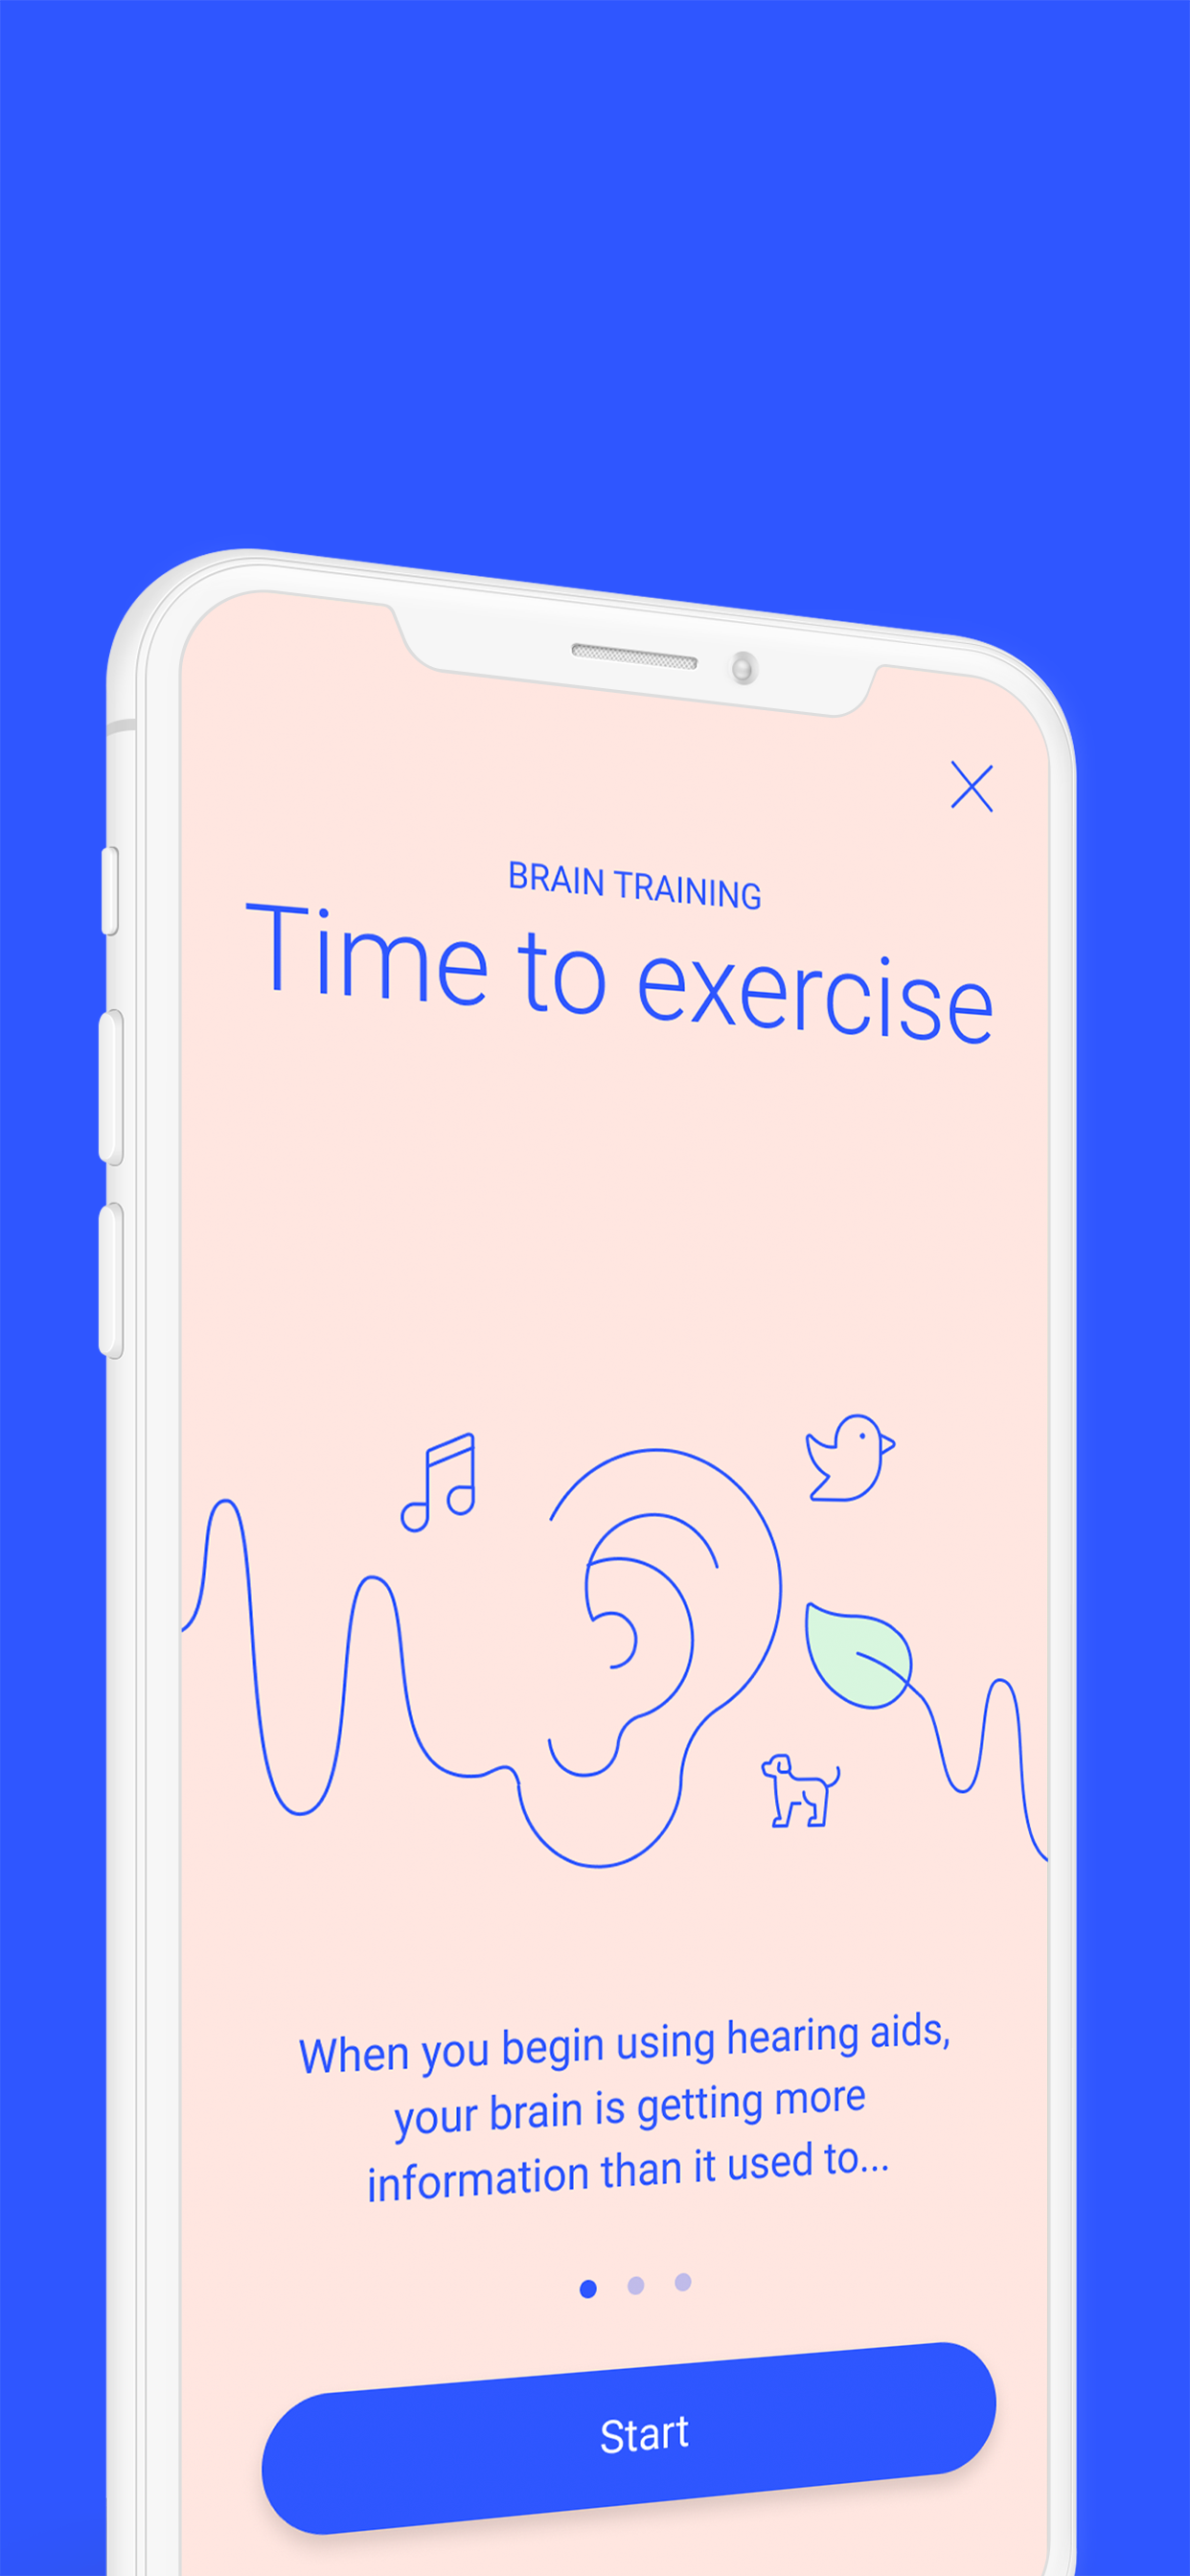 BRAIN TRAINING
Time to exercise
When you begin using hearing aids,
your brain is getting more
information than it used to...
Start